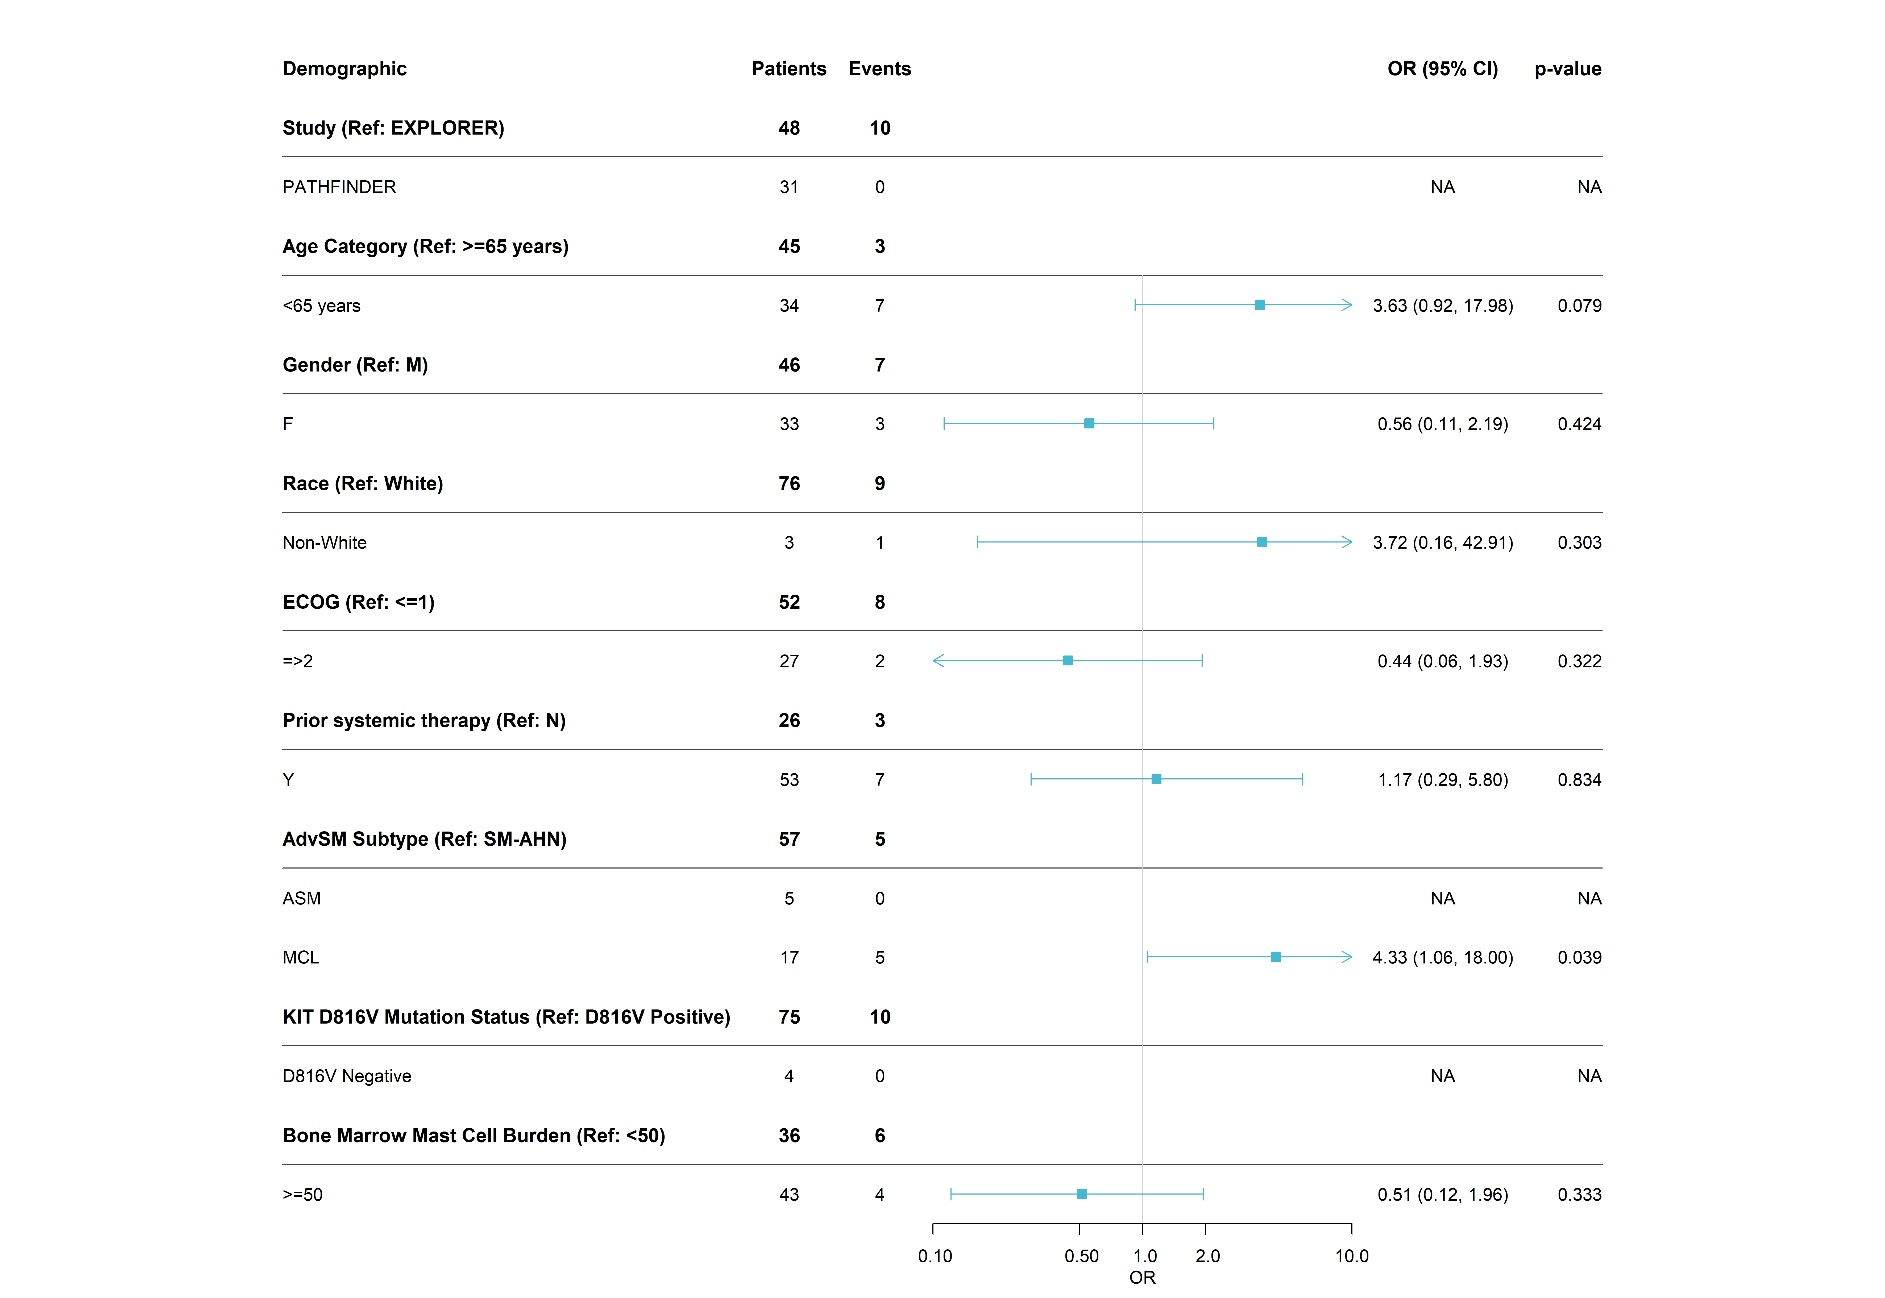 Demographic Patients Events OR (95% CI) p-value
Study (Ref: EXPLORER) 48 10
PATHFINDER 31 0 NA NA
Age Category (Ref: >=65 years) 45 3
<65 years 34 7 3.63 (0.92, 17.98) 0.079
Gender (Ref: M) 46 7
F 33 3 0.56 (0.11, 2.19) 0.424
Race (Ref: White) 76 9
Non-White 3 1 3.72 (0.16, 42.91) 0.303
ECOG (Ref: <=1) 52 8
=>2 27 2 0.44 (0.06, 1.93) 0.322
Prior systemic therapy (Ref: N) 26 3
Y 53 7 1.17 (0.29, 5.80) 0.834
AdvSM Subtype (Ref: SM-AHN) 57 5
ASM 5 0 NA NA
MCL 17 5 4.33 (1.06, 18.00) 0.039
KIT D816V Mutation Status (Ref: D816V Positive) 75 10
D816V Negative 4 0 NA NA
Bone Marrow Mast Cell Burden (Ref: <50) 36 6
>=50 43 4 0.51 (0.12, 1.96) 0.333
0.10 0.50 1.0 2.0 10.0
OR